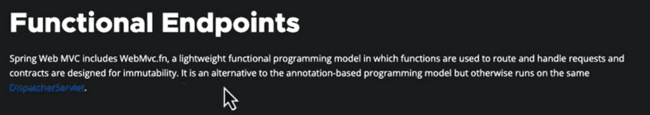 Functional Endpoints
Spring Web MVC includes WebMvc.fn, a lightweight functional programming model in which functions are used to route and handle requests and
contracts are designed for immutability. It is an alternative to the annotation-based programming model but otherwise runs on the same
DispatcherServlet.